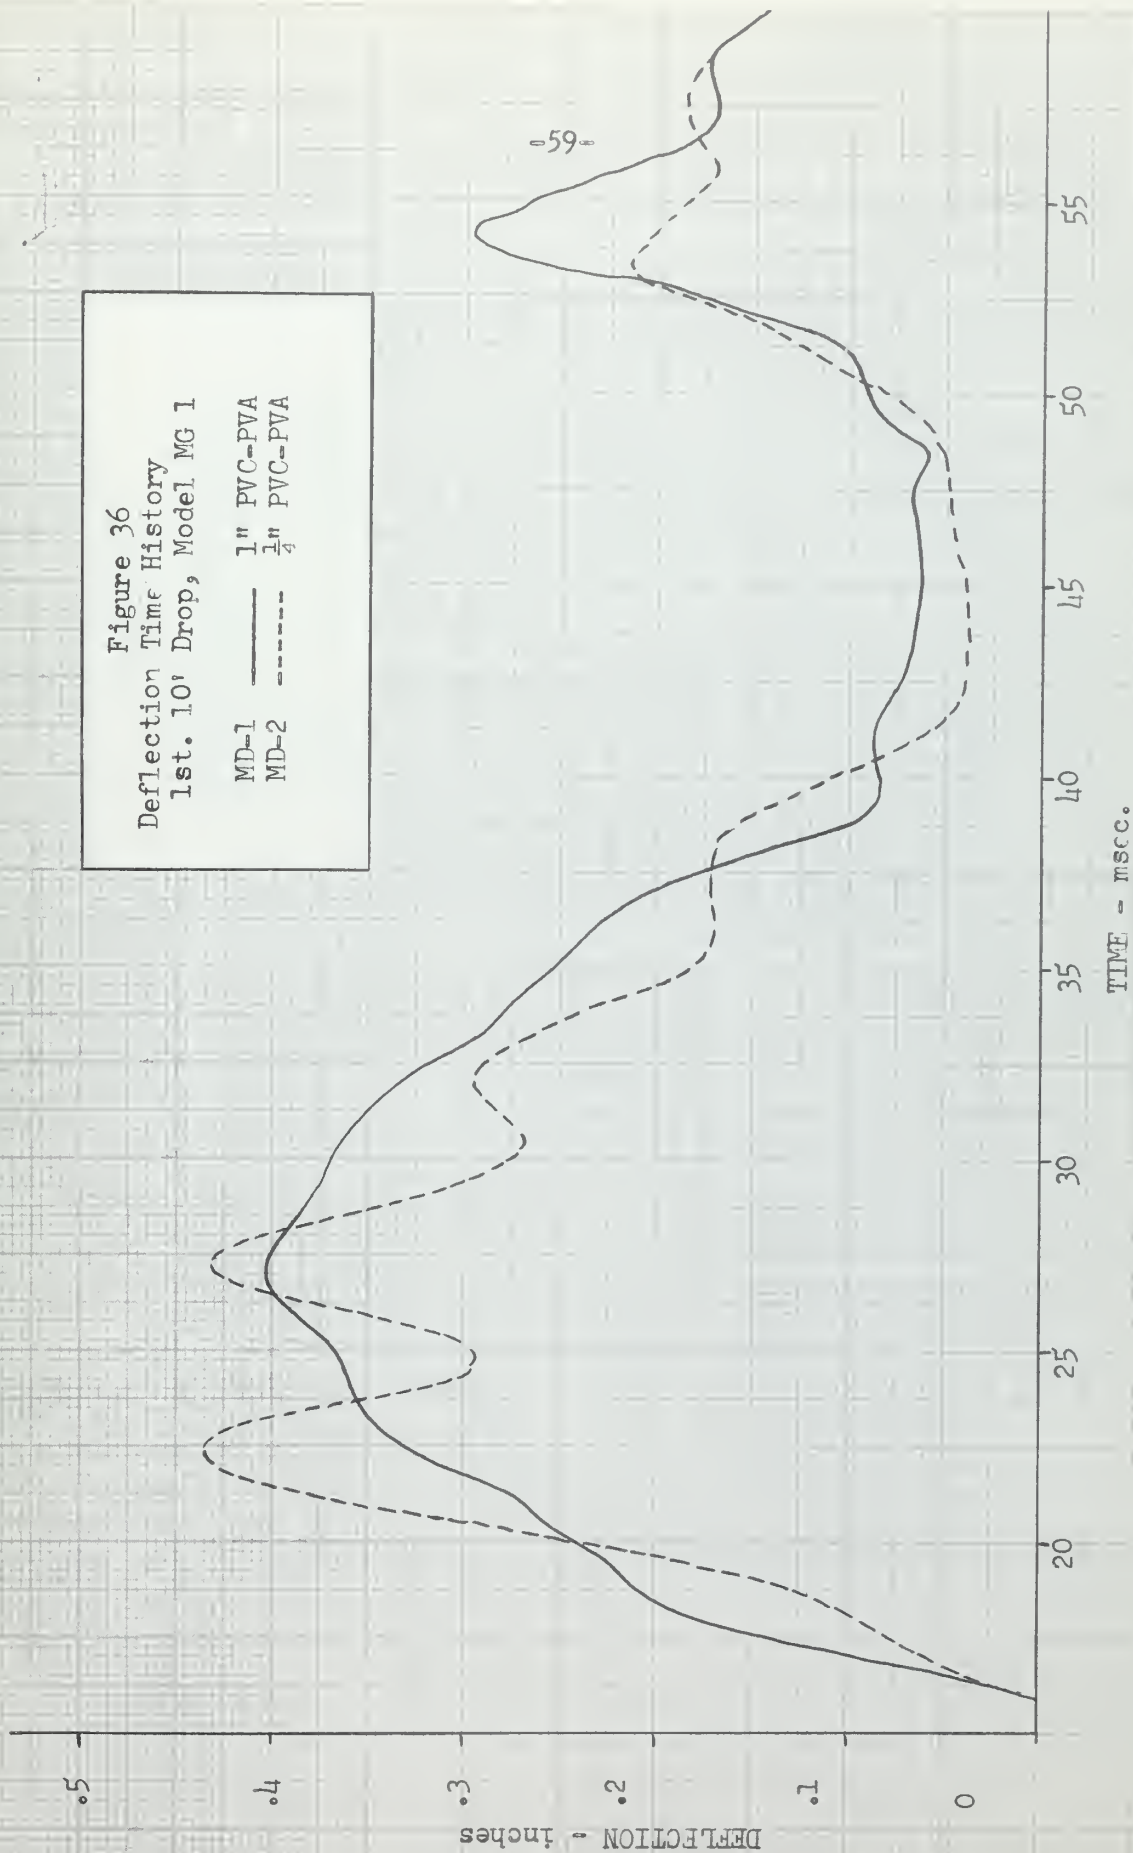 -59-
Figure 36
Deflection Time History
1st. 10' Drop, Model MG 1
MD-1 ——— 1" PVC-PVA
MD-2 ------ ¼" PVC-PVA
DEFLECTION - inches
.5
.4
.3
.2
.1
0
20
25
30
35
40
45
50
55
TIME - msec.